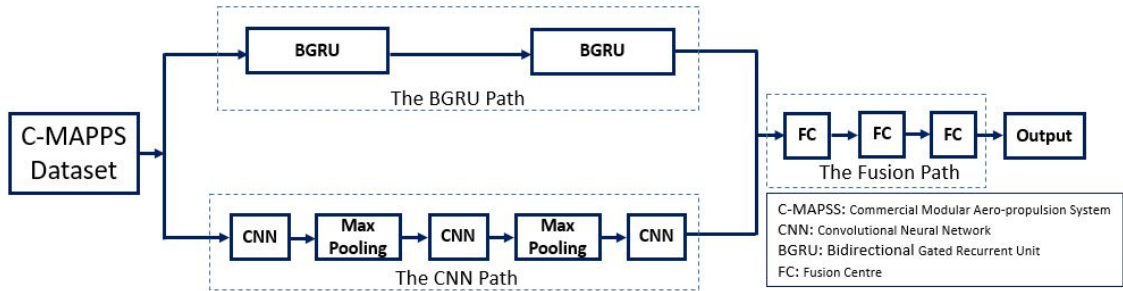 BGRU
BGRU
The BGRU Path
C-MAPPS
Dataset
FC
FC
FC
Output
The Fusion Path
CNN
Max
Pooling
CNN
Max
Pooling
CNN
The CNN Path
C-MAPSS: Commercial Modular Aero-propulsion System
CNN: Convolutional Neural Network
BGRU: Bidirectional Gated Recurrent Unit
FC: Fusion Centre